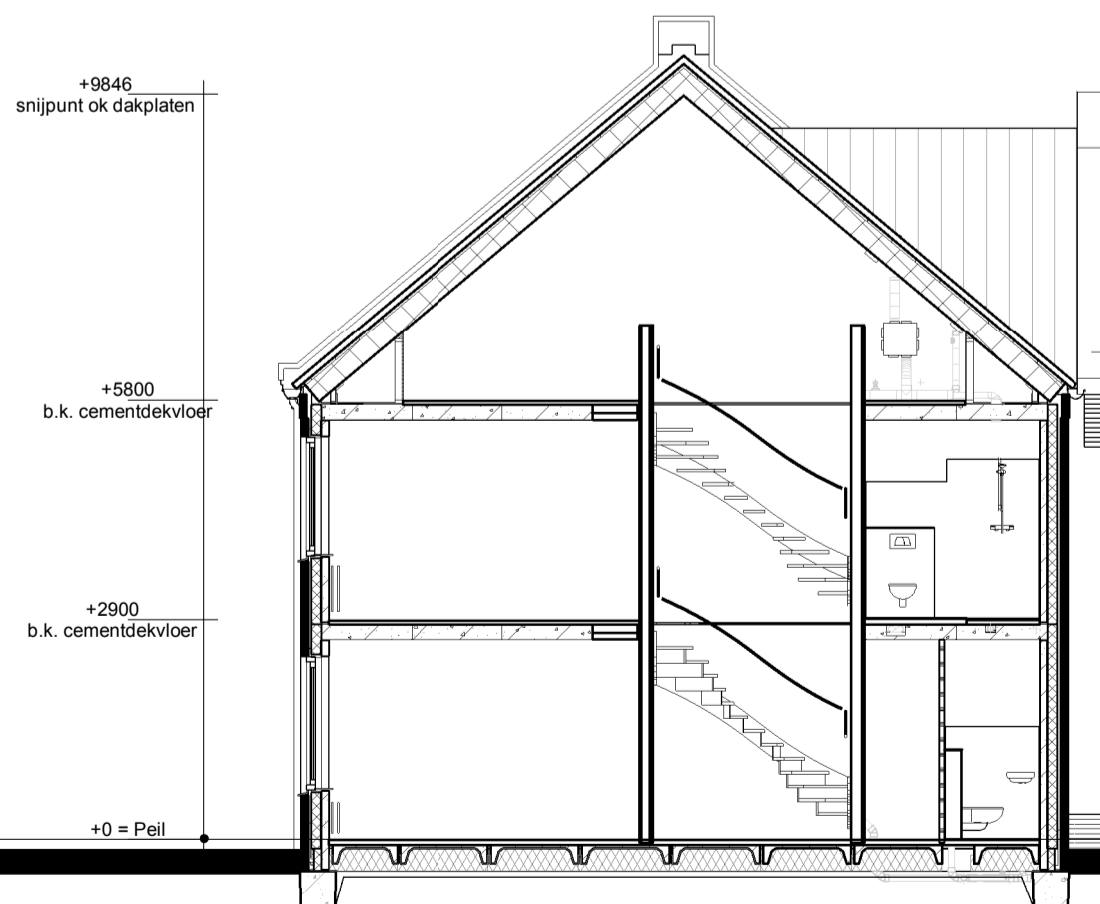 +9846
snijpunt ok dakplaten
+5800
b.k. cementdekvloer
+2900
b.k. cementdekvloer
+0 = Peil